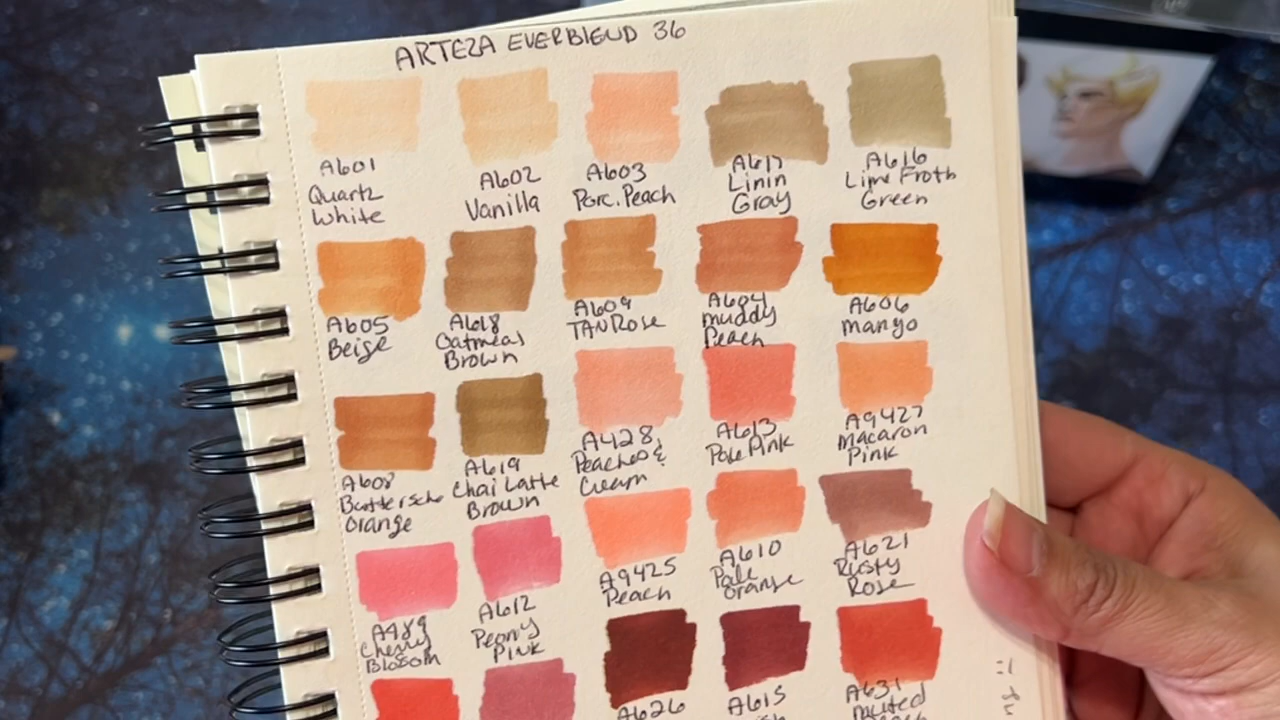 ARTEZA EVERBLEND 36
A601
Quartz
White
A602
Vanilla
A603
Porc. Peach
A617
Linin
Gray
A616
Lime Froth
Green
A605
Beige
A618
Oatmeal
Brown
A609
TAN Rose
A604
muddy
Peach
A606
mango
A608
Orange
A619
Chai Latte
Brown
A428
Peaches &
Cream
A613
Pale Pink
A9427
Macaron
Pink
A489
Cherry
Blossom
A612
Peony
Pink
A9425
Peach
A610
Pale
Orange
A621
Rusty
Rose
A626
A615
A631
muted